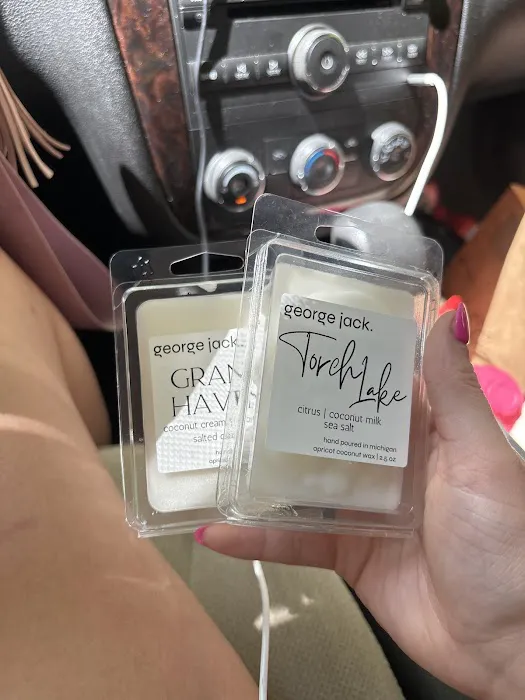 george jack.
GRAN
HAV
coconut cream
salted
george jack.
Torch Lake
citrus | coconut milk
sea salt
hand poured in michigan
apricot coconut wax | 2.5 oz